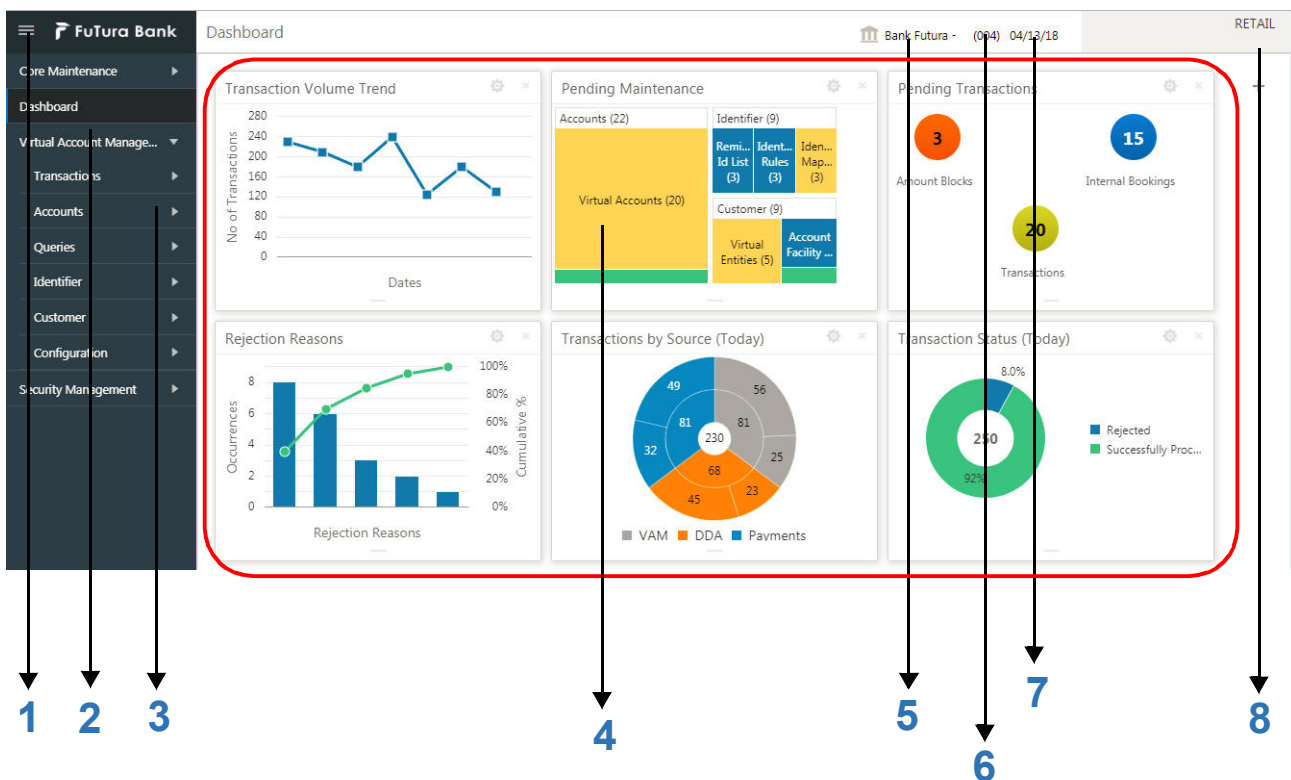 FuTura Bank
Dashboard
Bank Futura - (004) 04/13/18
RETAIL
Core Maintenance
Dashboard
Virtual Account Manage...
Transactions
Accounts
Queries
Identifier
Customer
Configuration
Security Management
Transaction Volume Trend
280
240
200
160
120
80
40
0
No of Transactions
Dates
Pending Maintenance
Accounts (22)
Virtual Accounts (20)
Identifier (9)
Remi...
Id List
(3)
Ident...
Rules
(3)
Iden...
Map...
(3)
Customer (9)
Virtual
Entities (5)
Account
Facility ...
Pending Transactions
3
Amount Blocks
15
Internal Bookings
20
Transactions
Rejection Reasons
8
6
4
2
0
Occurrences
100%
80%
60%
40%
20%
0%
Cumulative %
Rejection Reasons
Transactions by Source (Today)
49
56
81
81
230
32
25
68
45
23
VAM DDA Payments
Transaction Status (Today)
8.0%
250
92%
Rejected
Successfully Proc...
1
2
3
4
5
6
7
8